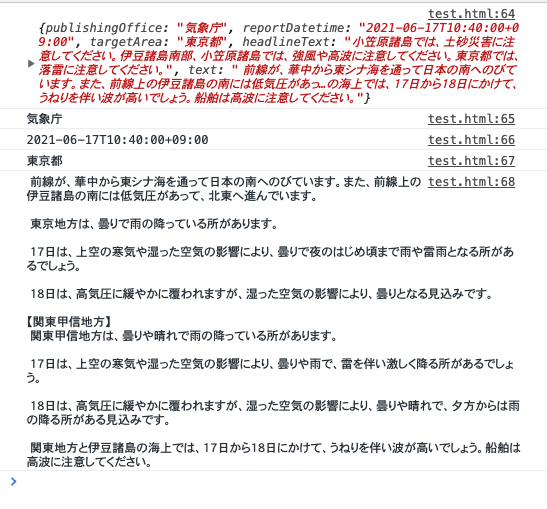 test.html:64
{publishingOffice: "気象庁", reportDatetime: "2021-06-17T10:40:00+0
9:00", targetArea: "東京都", headlineText: "小笠原諸島では、土砂災害に注
意してください。伊豆諸島南部、小笠原諸島では、強風や高波に注意してください。東京都では、
落雷に注意してください。", text: " 前線が、華中から東シナ海を通って日本の南へのびて
います。また、前線上の伊豆諸島の南には低気圧があっ…の海上では、17日から18日にかけて、
うねりを伴い波が高いでしょう。船舶は高波に注意してください。"}
気象庁 test.html:65
2021-06-17T10:40:00+09:00 test.html:66
東京都 test.html:67
前線が、華中から東シナ海を通って日本の南へのびています。また、前線上の test.html:68
伊豆諸島の南には低気圧があって、北東へ進んでいます。
東京地方は、曇りで雨の降っている所があります。
17日は、上空の寒気や湿った空気の影響により、曇りで夜のはじめ頃まで雨や雷雨となる所があ
るでしょう。
18日は、高気圧に緩やかに覆われますが、湿った空気の影響により、曇りとなる見込みです。
【関東甲信地方】
関東甲信地方は、曇りや晴れで雨の降っている所があります。
17日は、上空の寒気や湿った空気の影響により、曇りや雨で、雷を伴い激しく降る所があるでしょ
う。
18日は、高気圧に緩やかに覆われますが、湿った空気の影響により、曇りや晴れで、夕方からは雨
の降る所がある見込みです。
関東地方と伊豆諸島の海上では、17日から18日にかけて、うねりを伴い波が高いでしょう。船舶は
高波に注意してください。